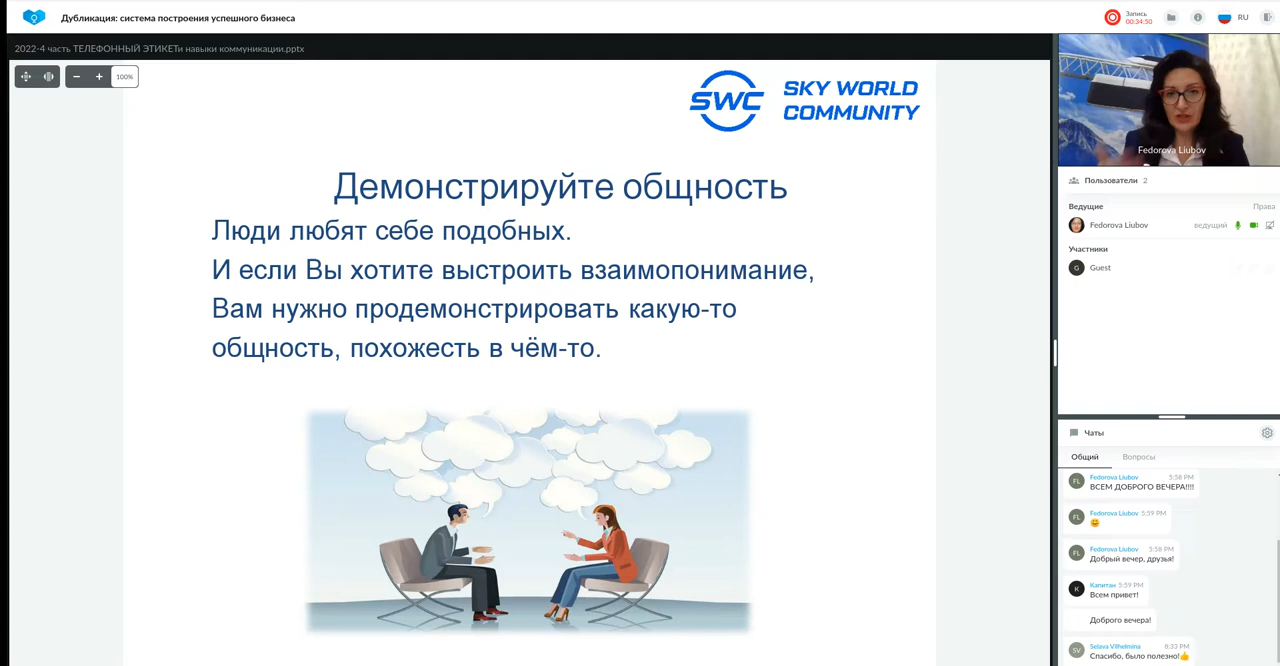 Дубликация: система построения успешного бизнеса
Запись
00:34:50
RU
2022-4 часть ТЕЛЕФОННЫЙ ЭТИКЕТи навыки коммуникации.pptx
100%
SWC
SKY WORLD
COMMUNITY
Демонстрируйте общность
Люди любят себе подобных.
И если Вы хотите выстроить взаимопонимание,
Вам нужно продемонстрировать какую-то
общность, похожесть в чём-то.
Fedorova Liubov
Пользователи 2
Ведущие Права
Fedorova Liubov ведущий
Участники
G Guest
Чаты
Общий Вопросы
FL Fedorova Liubov 5:58 PM
ВСЕМ ДОБРОГО ВЕЧЕРА!!!!
FL Fedorova Liubov 5:59 PM
😊
FL Fedorova Liubov 5:58 PM
Добрый вечер, друзья!
К Капитан 5:59 PM
Всем привет!
Доброго вечера!
SV Selava Vilhelmina 8:33 PM
Спасибо, было полезно!👍